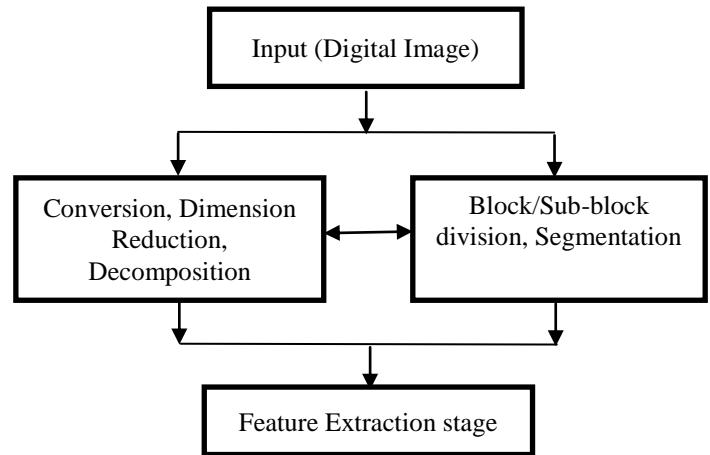 Input (Digital Image)
Conversion, Dimension
Reduction,
Decomposition
Block/Sub-block
division, Segmentation
Feature Extraction stage